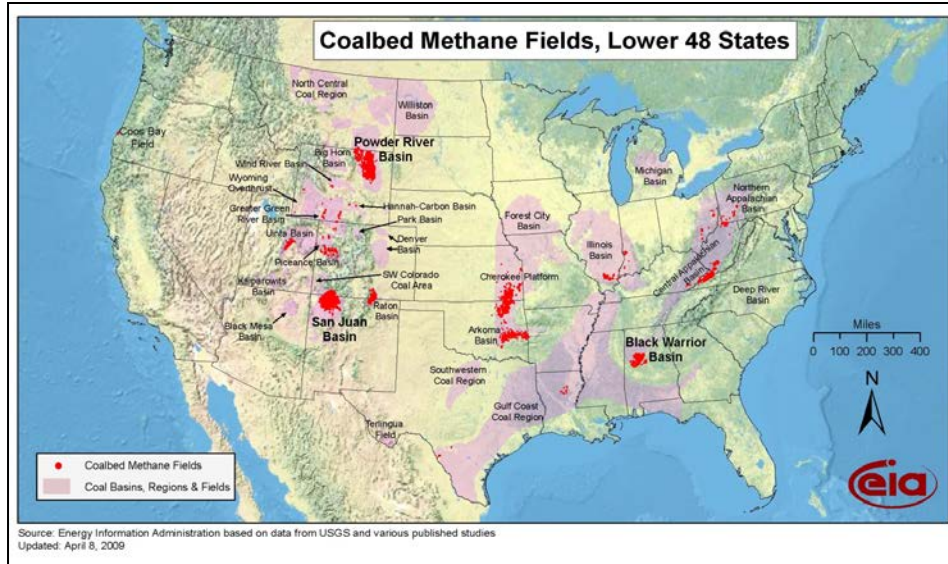 Coalbed Methane Fields, Lower 48 States
North Central
Coal Region
Williston
Basin
Coos Bay
Field
Powder River
Basin
Big Horn
Basin
Wind River Basin
Wyoming
Overthrust
Hannah-Carbon Basin
Greater Green
River Basin
Park Basin
Uinta Basin
Denver
Basin
Piceance Basin
SW Colorado
Coal Area
Kaiparowits
Basin
Black Mesa
Basin
San Juan
Basin
Raton
Basin
Forest City
Basin
Illinois
Basin
Michigan
Basin
Northern
Appalachian
Basin
Central Appalachian
Basin
Cherokee Platform
Arkoma
Basin
Deep River
Basin
Black Warrior
Basin
Southwestern
Coal Region
Gulf Coast
Coal Region
Terlingua
Field
Miles
0 100 200 300 400
N
Coalbed Methane Fields
Coal Basins, Regions & Fields
eia
Source: Energy Information Administration based on data from USGS and various published studies
Updated: April 8, 2009